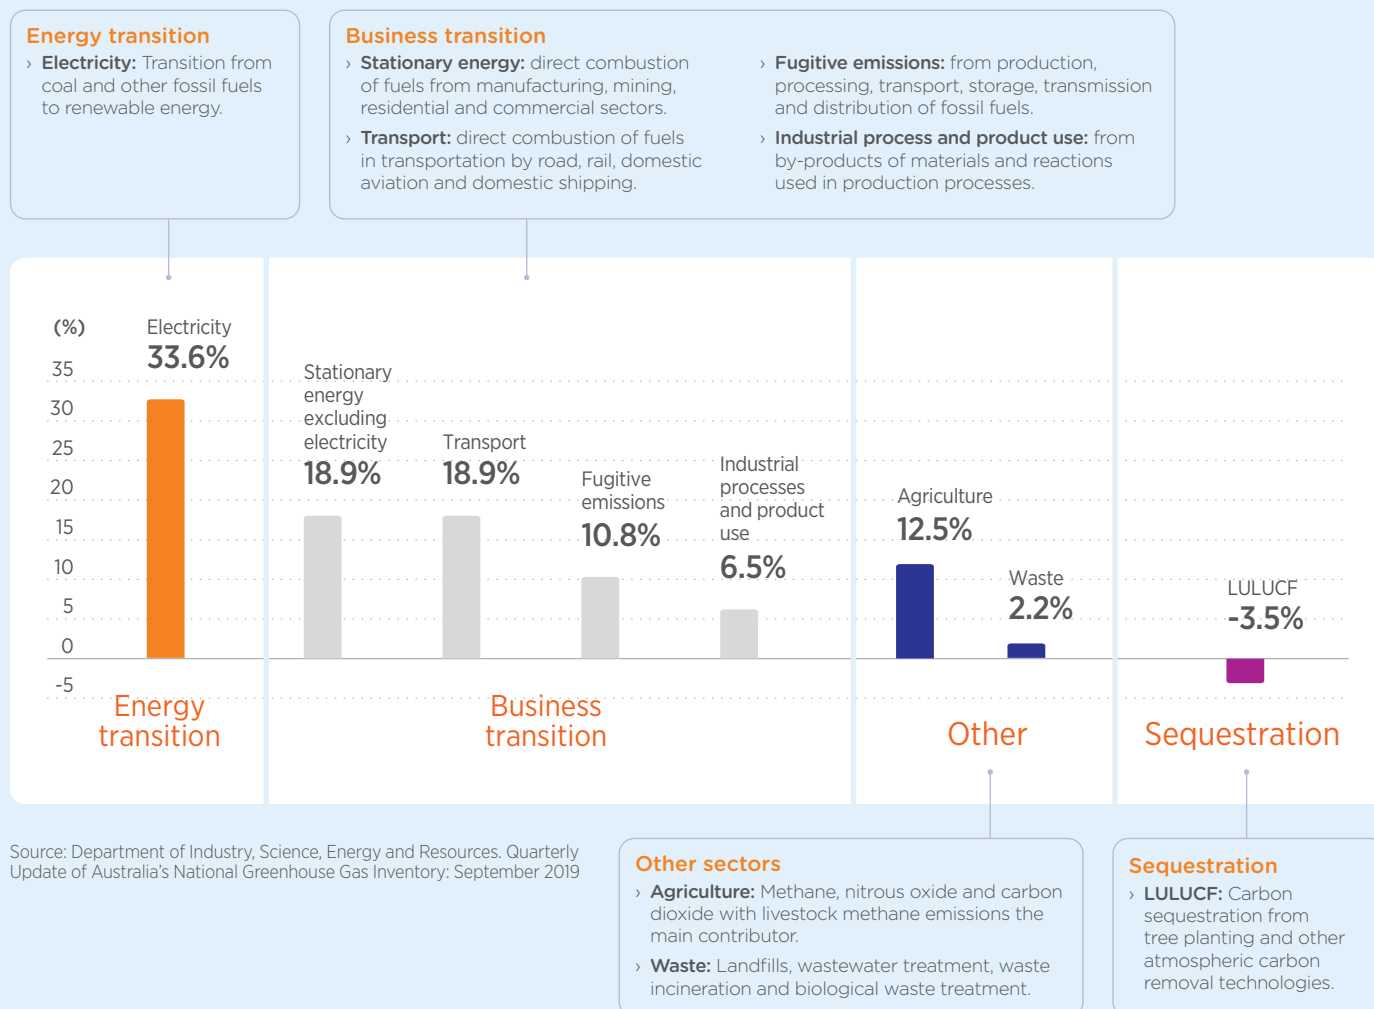 Energy transition
› Electricity: Transition from
coal and other fossil fuels
to renewable energy.
Business transition
› Stationary energy: direct combustion
of fuels from manufacturing, mining,
residential and commercial sectors.
› Transport: direct combustion of fuels
in transportation by road, rail, domestic
aviation and domestic shipping.
› Fugitive emissions: from production,
processing, transport, storage, transmission
and distribution of fossil fuels.
› Industrial process and product use: from
by-products of materials and reactions
used in production processes.
(%)
35
30
25
20
15
10
5
0
-5
Electricity
33.6%
Stationary
energy
excluding
electricity
18.9%
Transport
18.9%
Fugitive
emissions
10.8%
Industrial
processes
and product
use
6.5%
Agriculture
12.5%
Waste
2.2%
LULUCF
-3.5%
Energy
transition
Business
transition
Other
Sequestration
Source: Department of Industry, Science, Energy and Resources. Quarterly
Update of Australia's National Greenhouse Gas Inventory: September 2019
Other sectors
› Agriculture: Methane, nitrous oxide and carbon
dioxide with livestock methane emissions the
main contributor.
› Waste: Landfills, wastewater treatment, waste
incineration and biological waste treatment.
Sequestration
› LULUCF: Carbon
sequestration from
tree planting and other
atmospheric carbon
removal technologies.